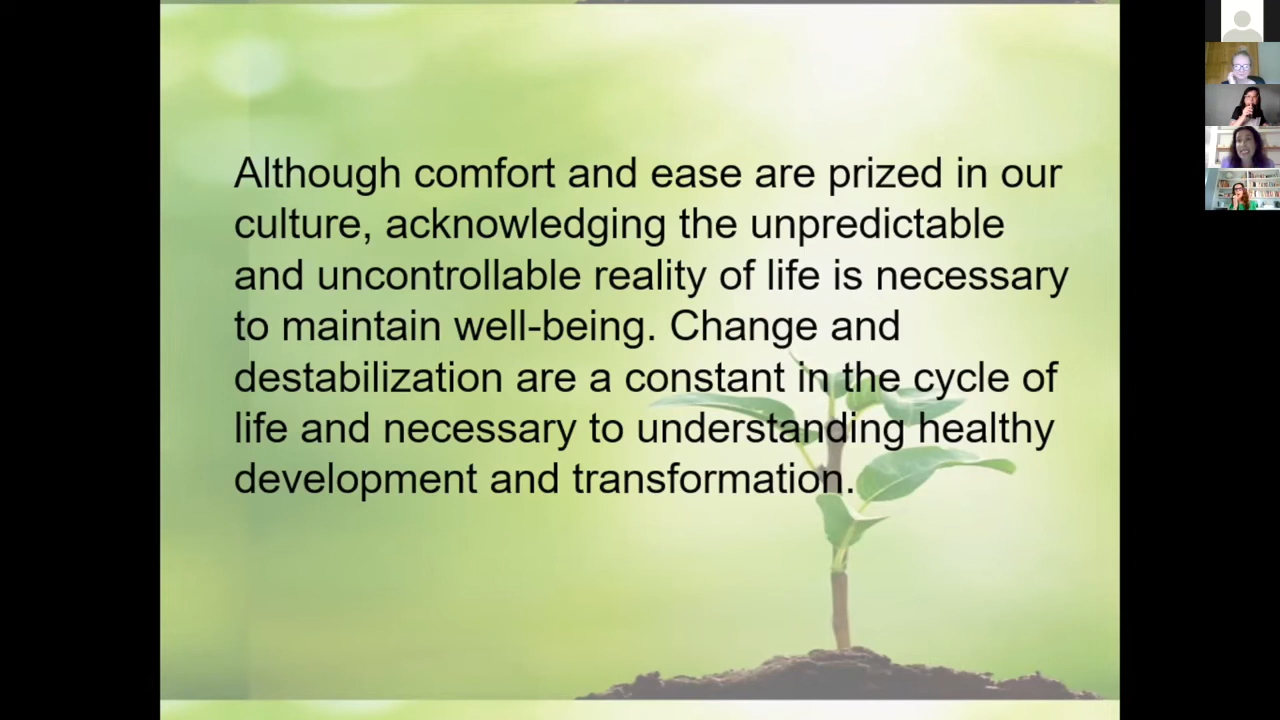 Although comfort and ease are prized in our
culture, acknowledging the unpredictable
and uncontrollable reality of life is necessary
to maintain well-being. Change and
destabilization are a constant in the cycle of
life and necessary to understanding healthy
development and transformation.